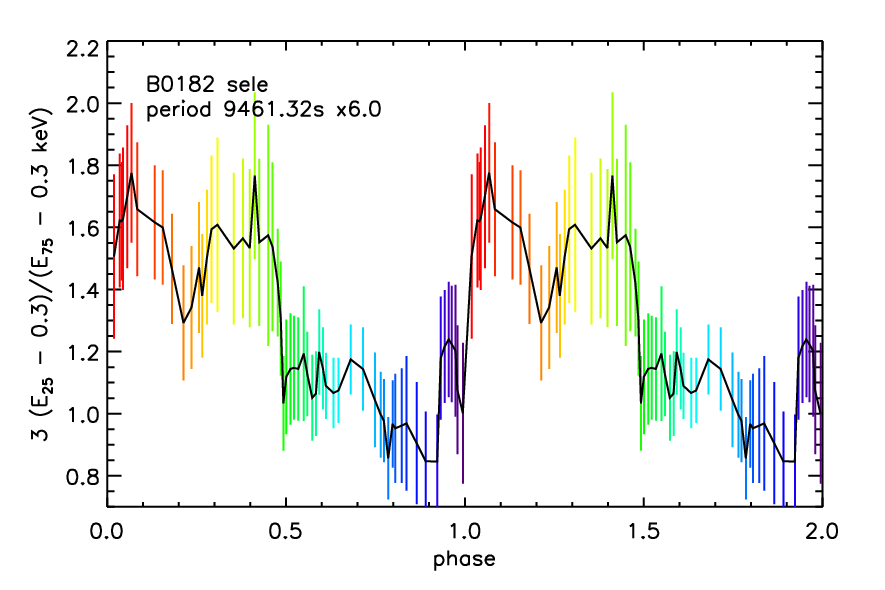 B0182 sele
period 9461.32s x6.0
3 (E25 − 0.3)/(E75 − 0.3 keV)
2.2
2.0
1.8
1.6
1.4
1.2
1.0
0.8
0.0 0.5 1.0 1.5 2.0
phase